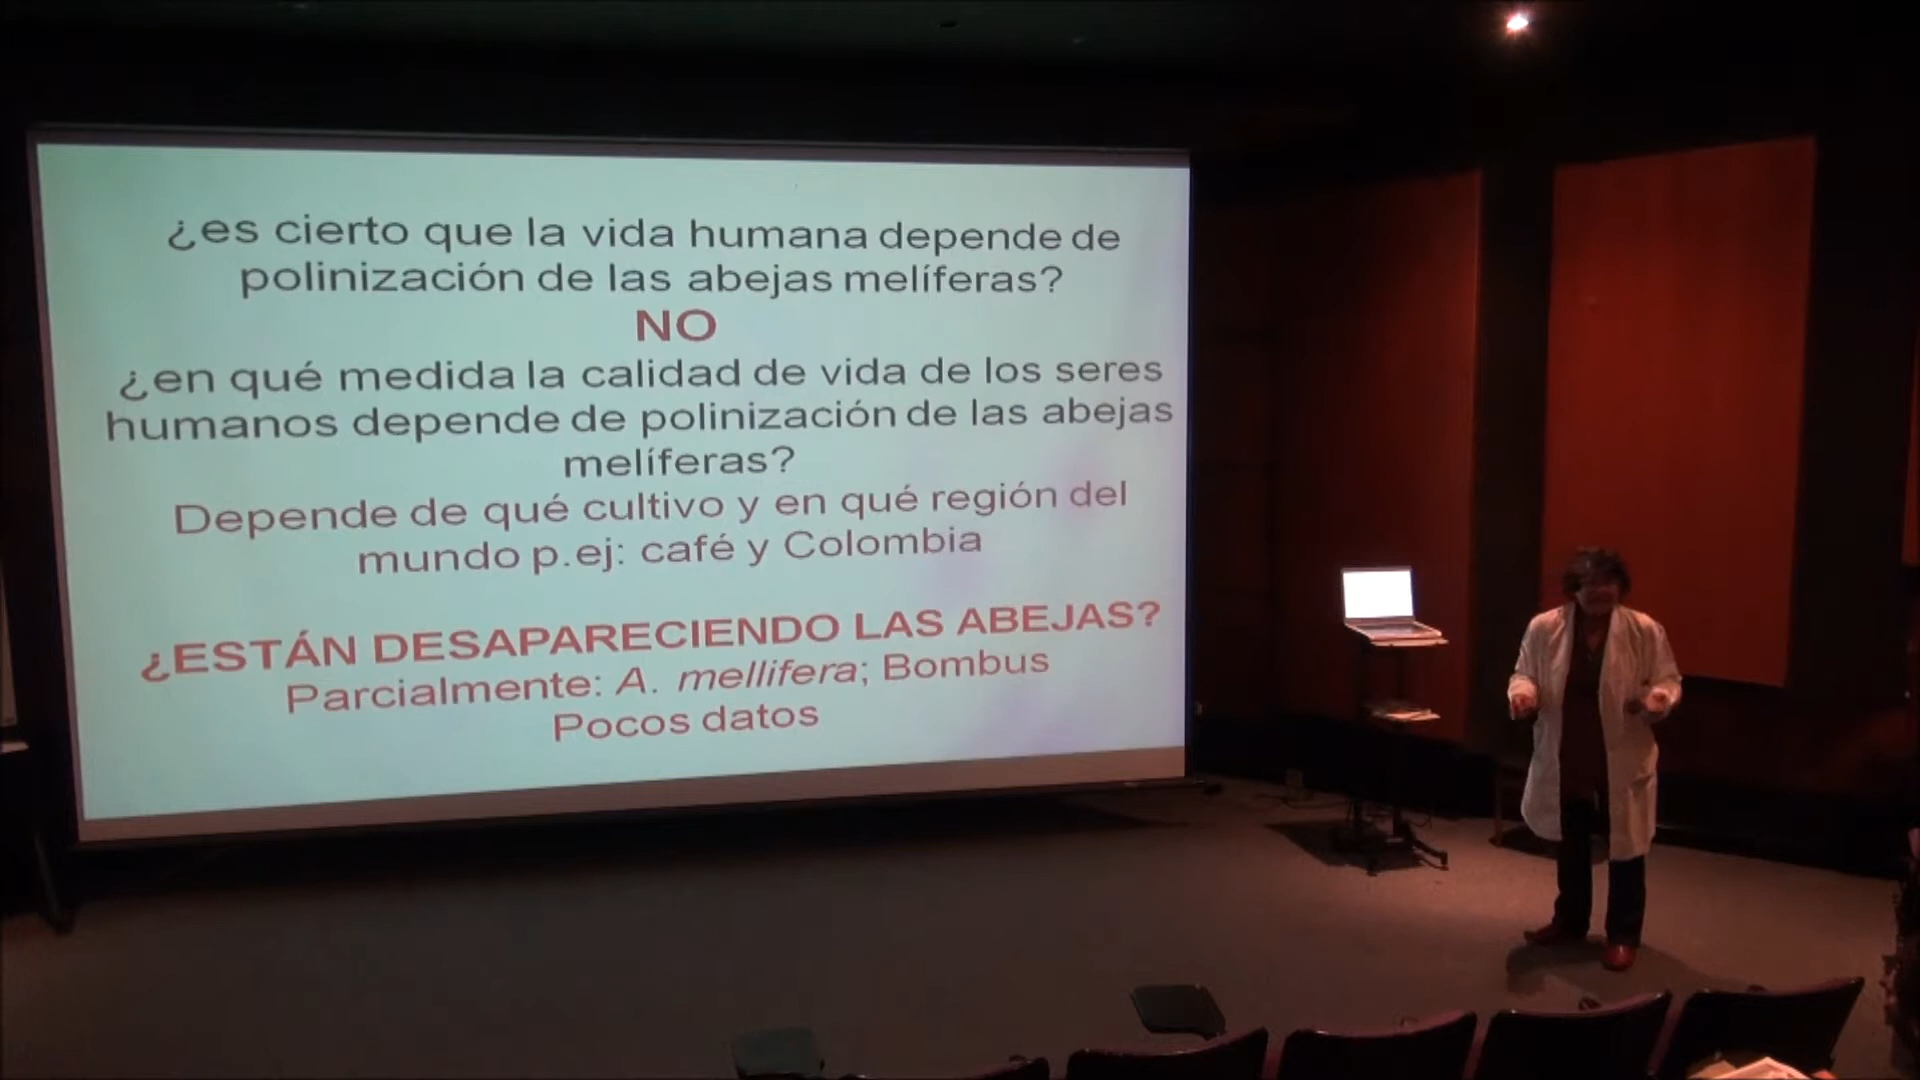 ¿es cierto que la vida humana depende de
polinización de las abejas melíferas?
NO
¿en qué medida la calidad de vida de los seres
humanos depende de polinización de las abejas
melíferas?
Depende de qué cultivo y en qué región del
mundo p.ej: café y Colombia
¿ESTÁN DESAPARECIENDO LAS ABEJAS?
Parcialmente: A. mellifera; Bombus
Pocos datos